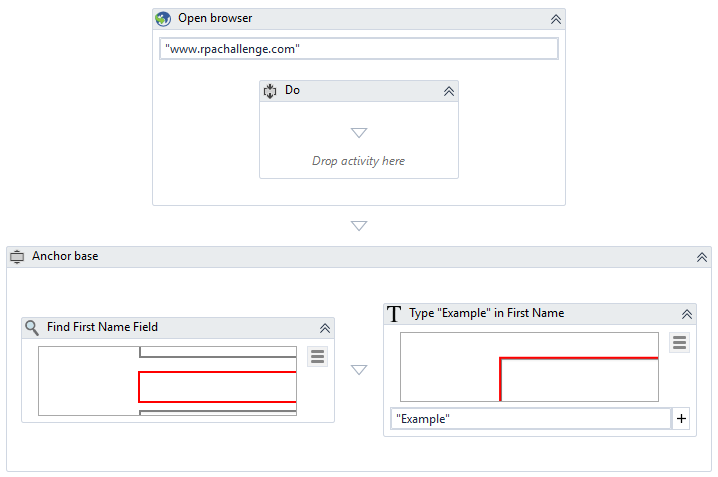 Open browser
"www.rpachallenge.com"
Do
Drop activity here
Anchor base
Find First Name Field
Type "Example" in First Name
"Example"
+